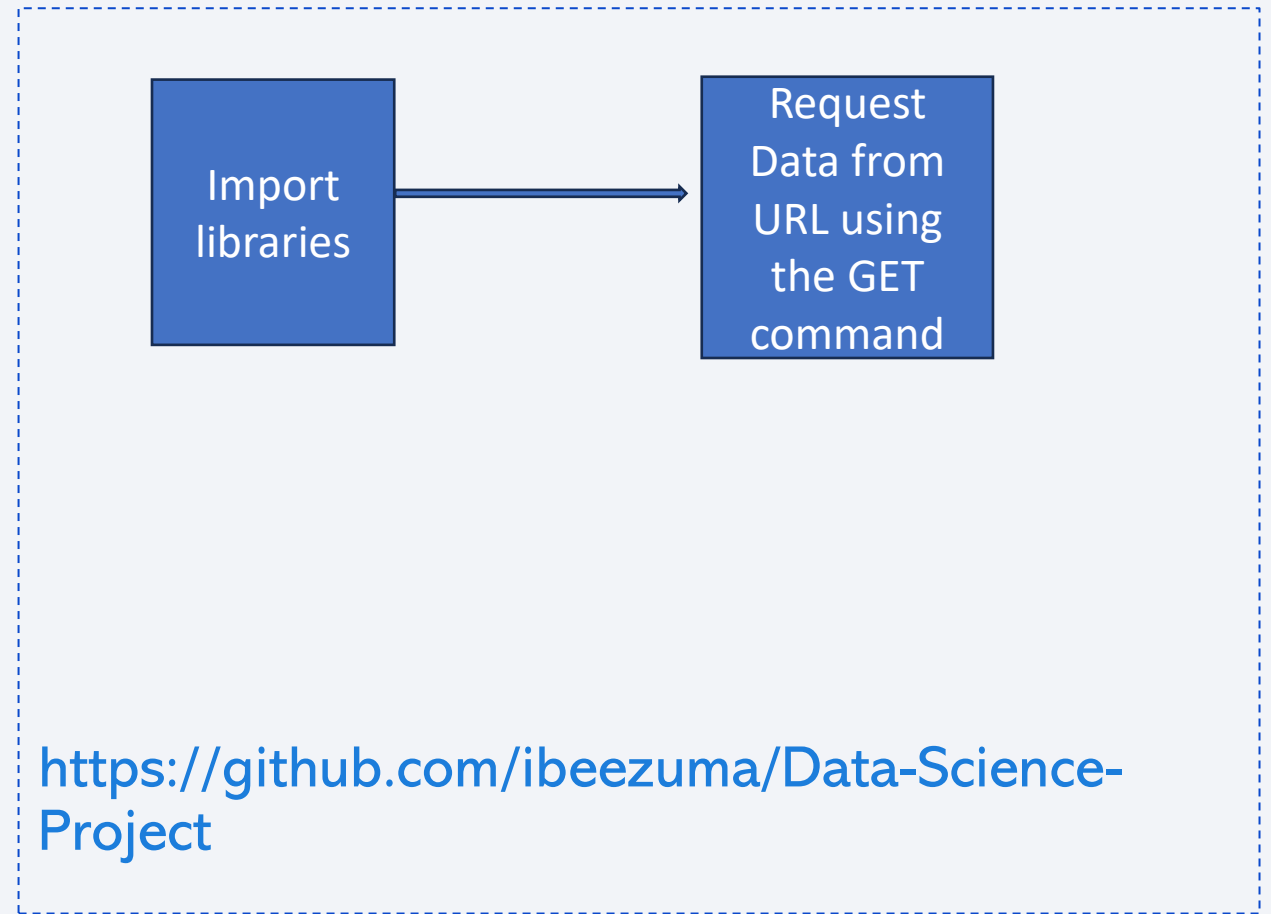 Import
libraries
Request
Data from
URL using
the GET
command
https://github.com/ibeezuma/Data-Science-
Project